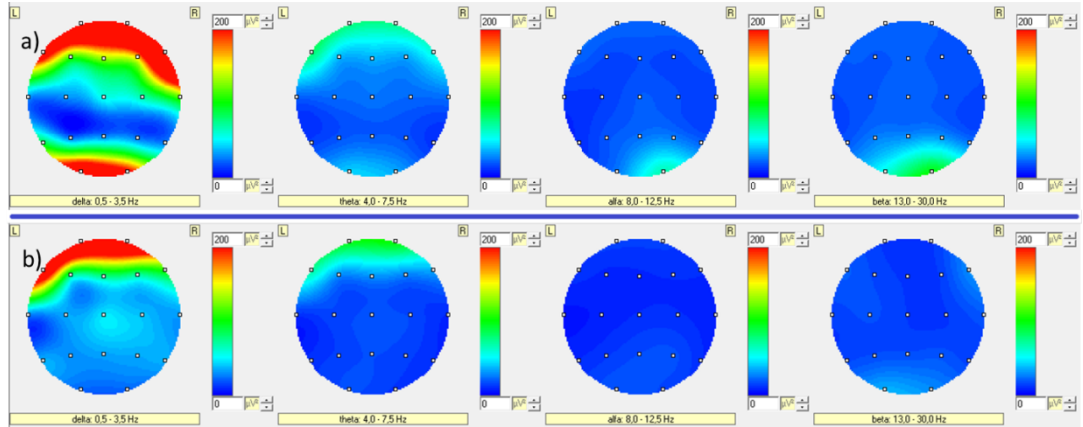 L R 200 µV² L R 200 µV² L R 200 µV² L R 200 µV²
a)
0 µV² 0 µV² 0 µV² 0 µV²
delta: 0,5 - 3,5 Hz theta: 4,0 - 7,5 Hz alfa: 8,0 - 12,5 Hz beta: 13,0 - 30,0 Hz
L R 200 µV² L R 200 µV² L R 200 µV² L R 200 µV²
b)
0 µV² 0 µV² 0 µV² 0 µV²
delta: 0,5 - 3,5 Hz theta: 4,0 - 7,5 Hz alfa: 8,0 - 12,5 Hz beta: 13,0 - 30,0 Hz